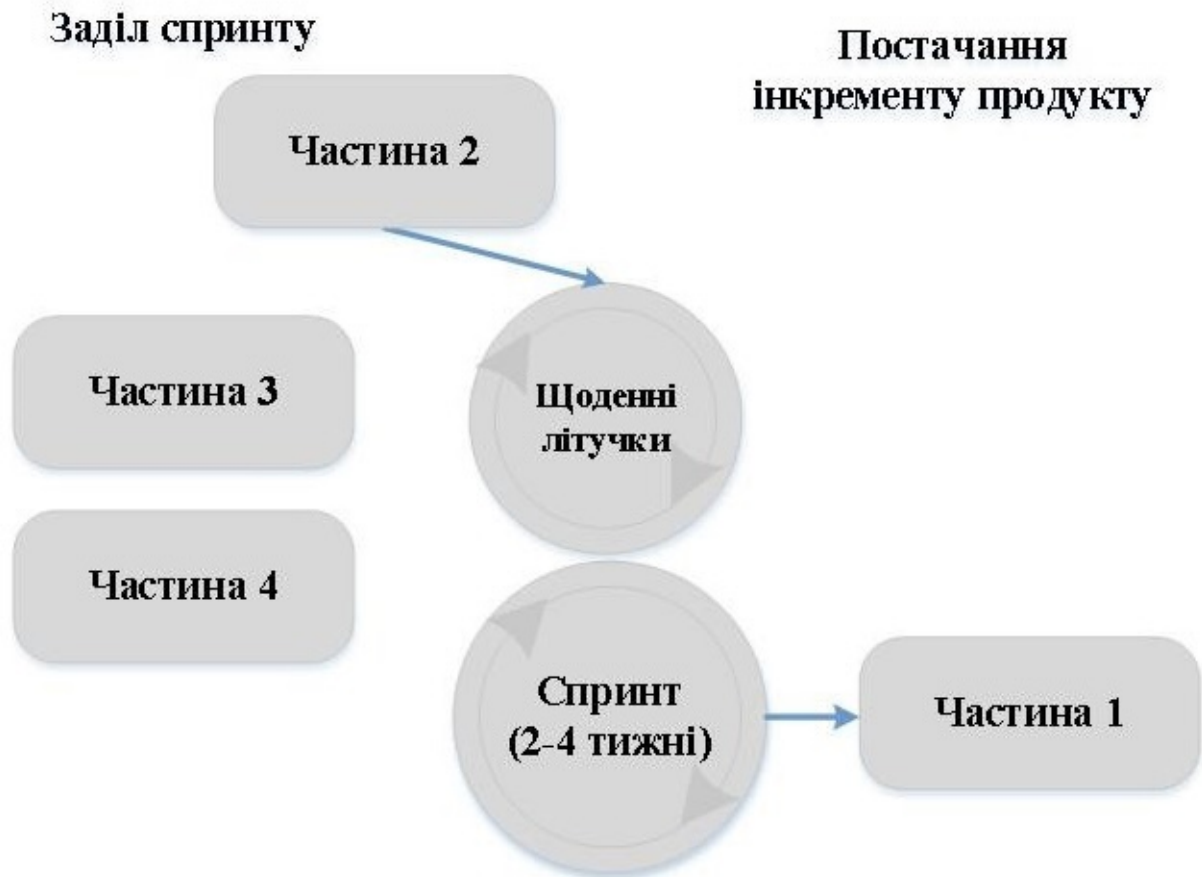 Заділ спринту
Постачання
інкременту продукту
Частина 2
Частина 3
Щоденні
літучки
Частина 4
Спринт
(2-4 тижні)
Частина 1